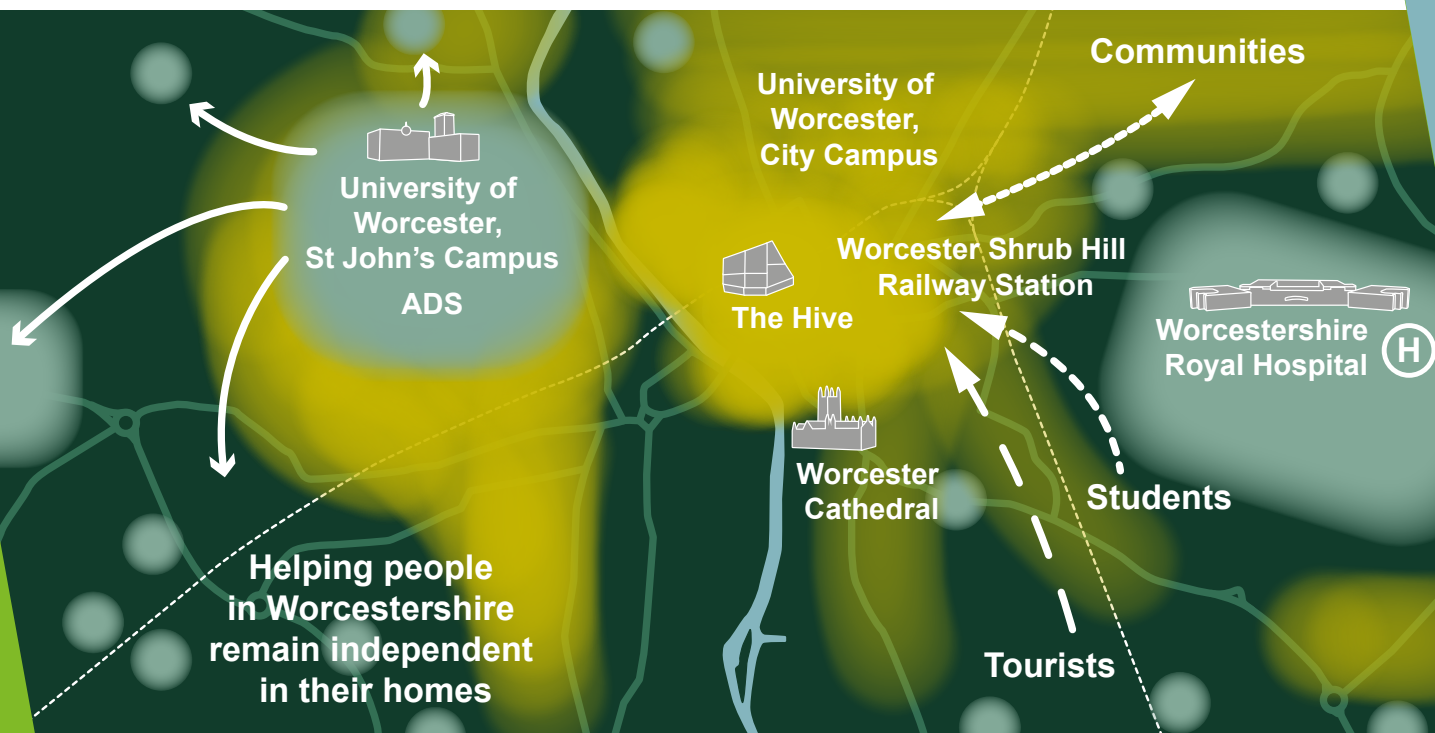 Communities
University of
Worcester,
City Campus
University of
Worcester,
St John's Campus
ADS
Worcester Shrub Hill
Railway Station
The Hive
Worcestershire
Royal Hospital
H
Worcester
Cathedral
Students
Helping people
in Worcestershire
remain independent
in their homes
Tourists